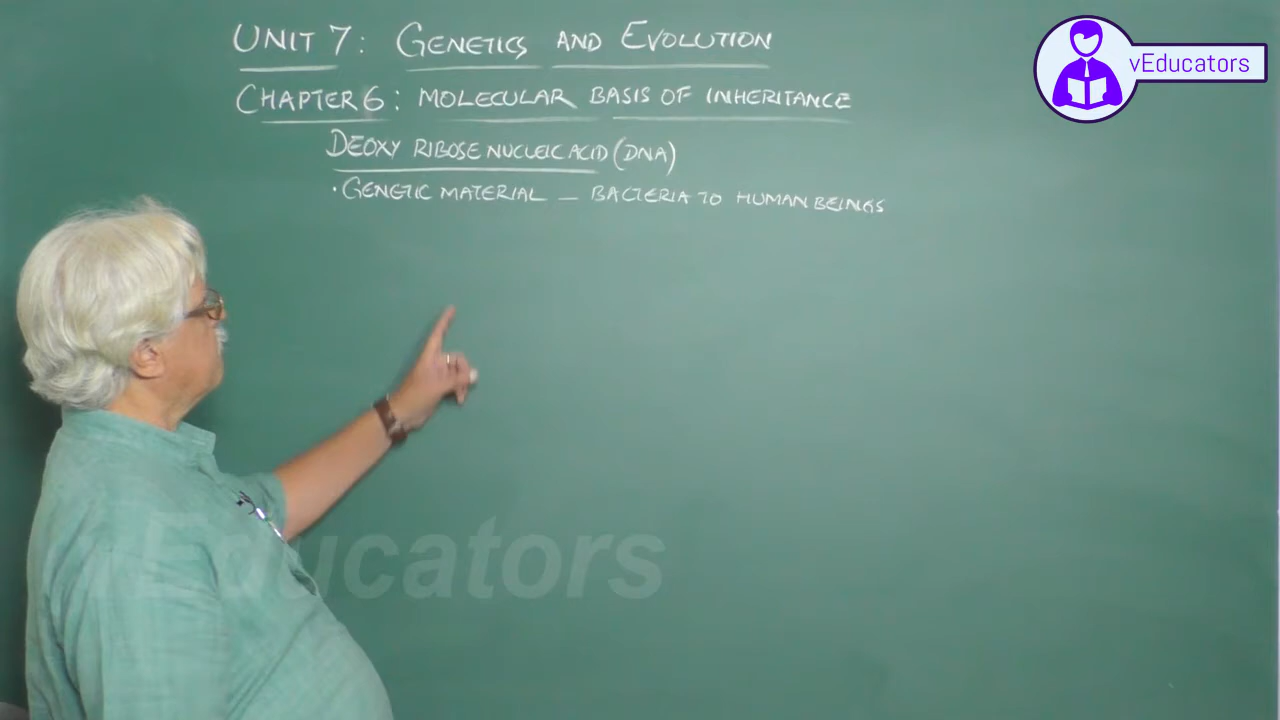 UNIT 7: GENETICS AND EVOLUTION
vEducators
CHAPTER 6: MOLECULAR BASIS OF INHERITANCE
DEOXY RIBOSE NUCLEIC ACID (DNA)
· GENETIC MATERIAL — BACTERIA TO HUMAN BEINGS
Educators